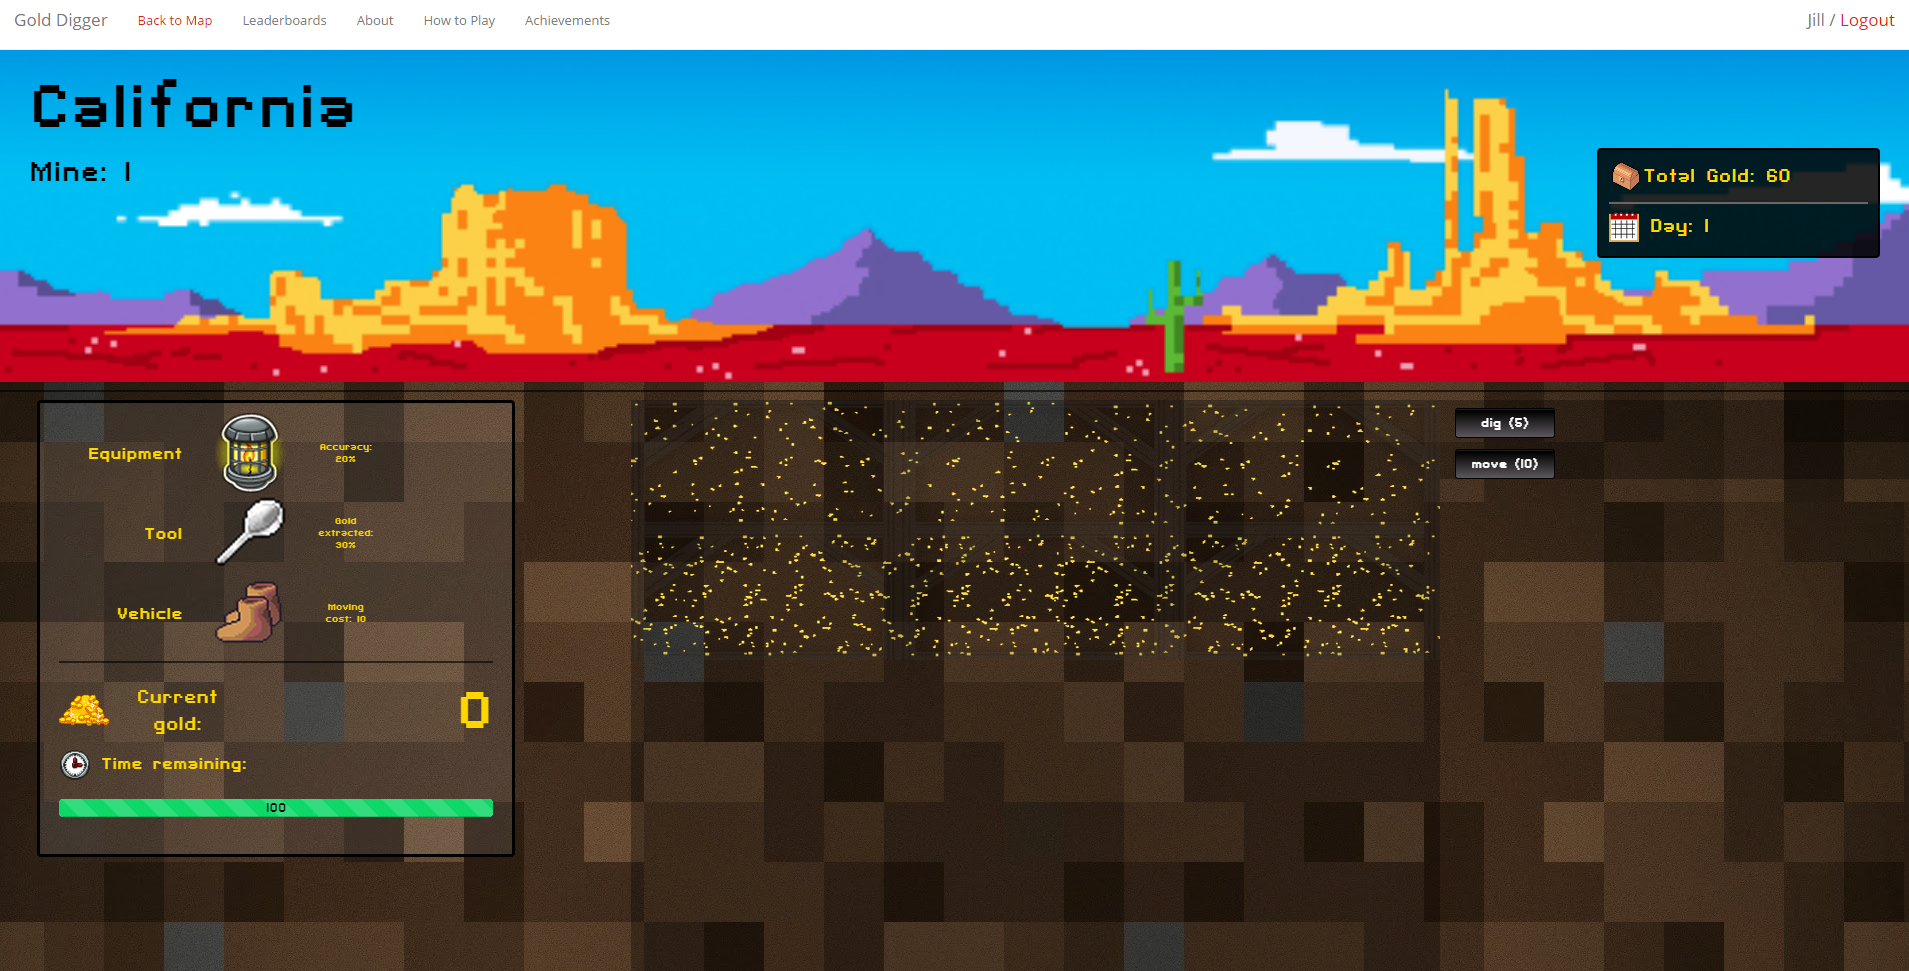 Gold Digger Back to Map Leaderboards About How to Play Achievements Jill / Logout
California
Mine: 1
Total Gold: 60
Day: 1
Equipment
Accuracy:
20%
Tool
Gold
extracted:
30%
Vehicle
Moving
cost: 10
Current
gold:
0
Time remaining:
100
dig (5)
move (10)